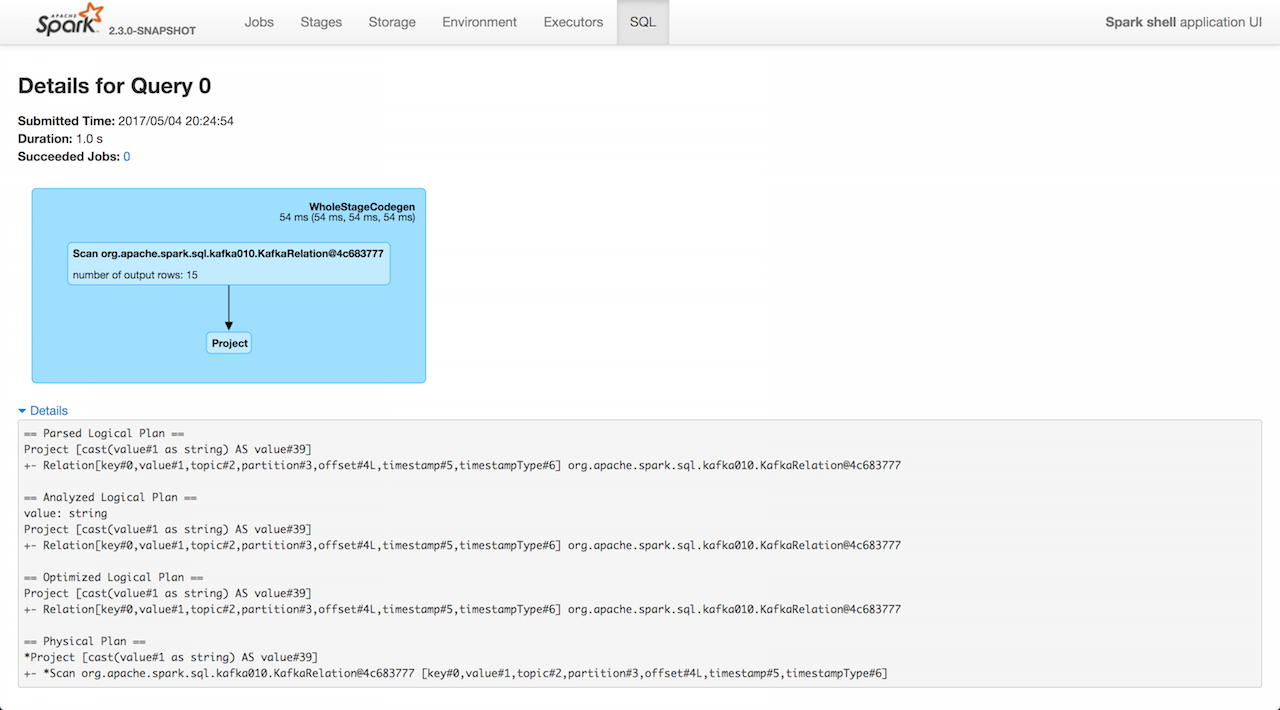 APACHE
Spark 2.3.0-SNAPSHOT Jobs Stages Storage Environment Executors SQL Spark shell application UI
Details for Query 0
Submitted Time: 2017/05/04 20:24:54
Duration: 1.0 s
Succeeded Jobs: 0
WholeStageCodegen
54 ms (54 ms, 54 ms, 54 ms)
Scan org.apache.spark.sql.kafka010.KafkaRelation@4c683777
number of output rows: 15
Project
Details
== Parsed Logical Plan ==
Project [cast(value#1 as string) AS value#39]
+- Relation[key#0,value#1,topic#2,partition#3,offset#4L,timestamp#5,timestampType#6] org.apache.spark.sql.kafka010.KafkaRelation@4c683777
== Analyzed Logical Plan ==
value: string
Project [cast(value#1 as string) AS value#39]
+- Relation[key#0,value#1,topic#2,partition#3,offset#4L,timestamp#5,timestampType#6] org.apache.spark.sql.kafka010.KafkaRelation@4c683777
== Optimized Logical Plan ==
Project [cast(value#1 as string) AS value#39]
+- Relation[key#0,value#1,topic#2,partition#3,offset#4L,timestamp#5,timestampType#6] org.apache.spark.sql.kafka010.KafkaRelation@4c683777
== Physical Plan ==
*Project [cast(value#1 as string) AS value#39]
+- *Scan org.apache.spark.sql.kafka010.KafkaRelation@4c683777 [key#0,value#1,topic#2,partition#3,offset#4L,timestamp#5,timestampType#6]